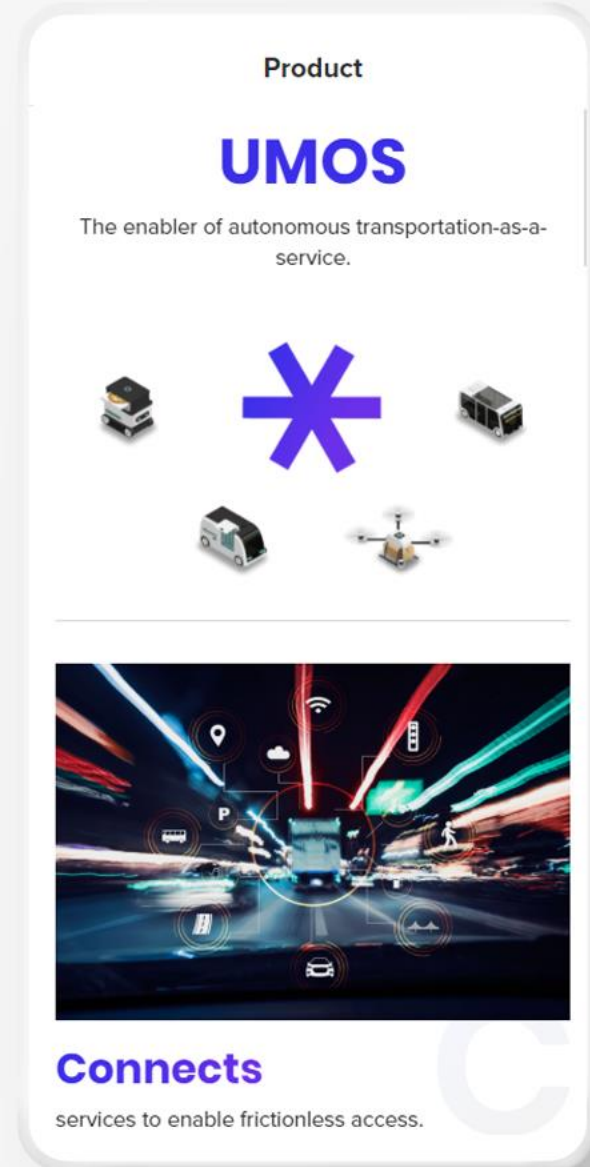 Product
UMOS
The enabler of autonomous transportation-as-a-
service.
P
Connects
C
services to enable frictionless access.